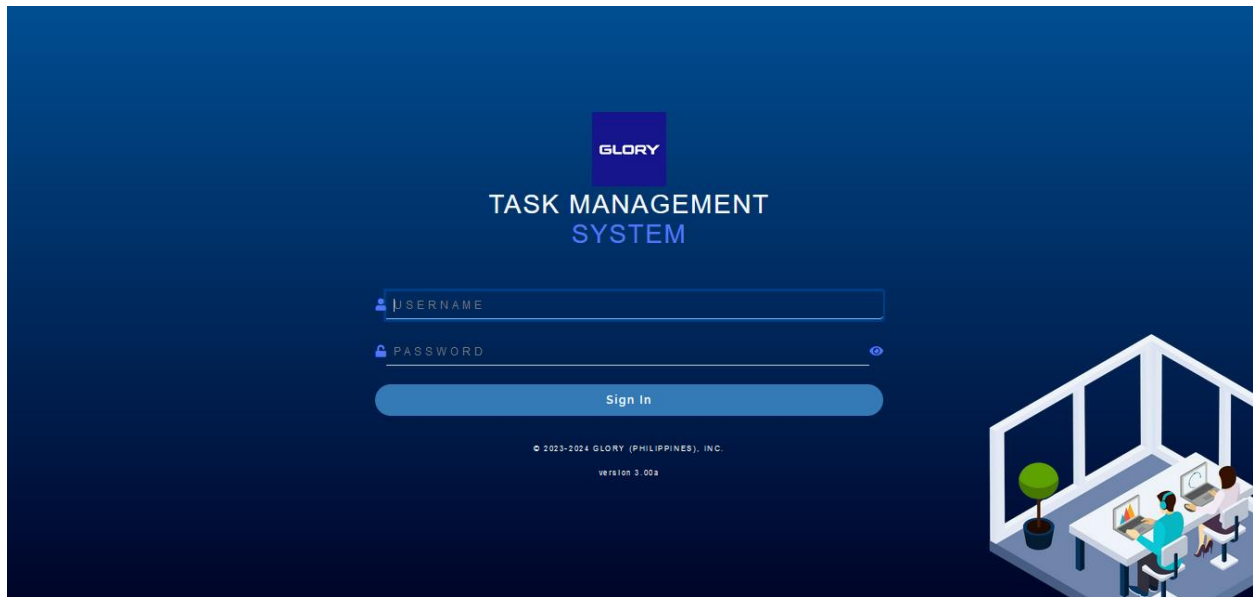 GLORY
TASK MANAGEMENT
SYSTEM
USERNAME
PASSWORD
Sign In
© 2023-2024 GLORY (PHILIPPINES), INC.
version 3.00a